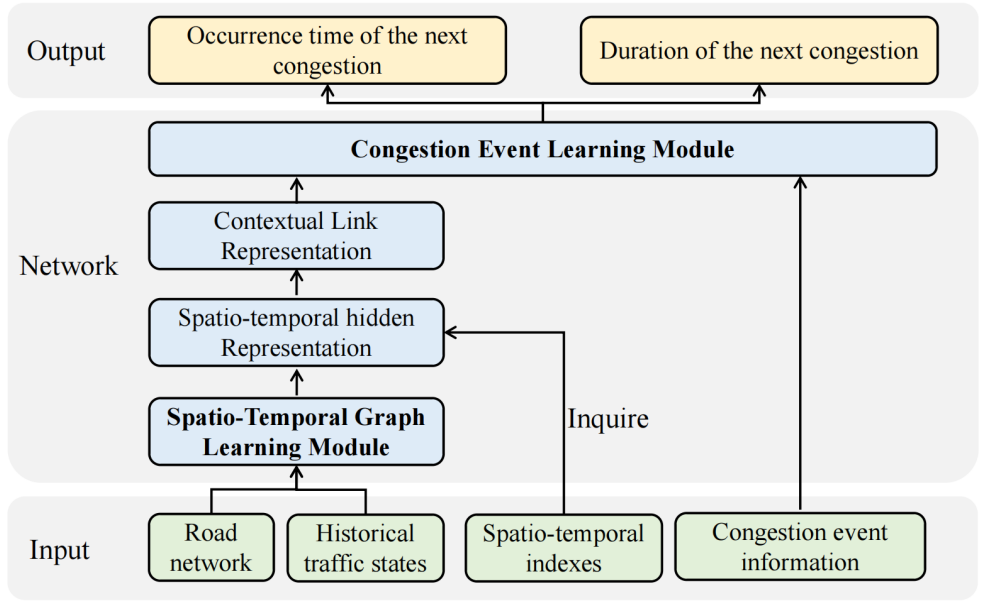 Output
Occurrence time of the next
congestion
Duration of the next congestion
Network
Congestion Event Learning Module
Contextual Link
Representation
Spatio-temporal hidden
Representation
Spatio-Temporal Graph
Learning Module
Inquire
Input
Road
network
Historical
traffic states
Spatio-temporal
indexes
Congestion event
information